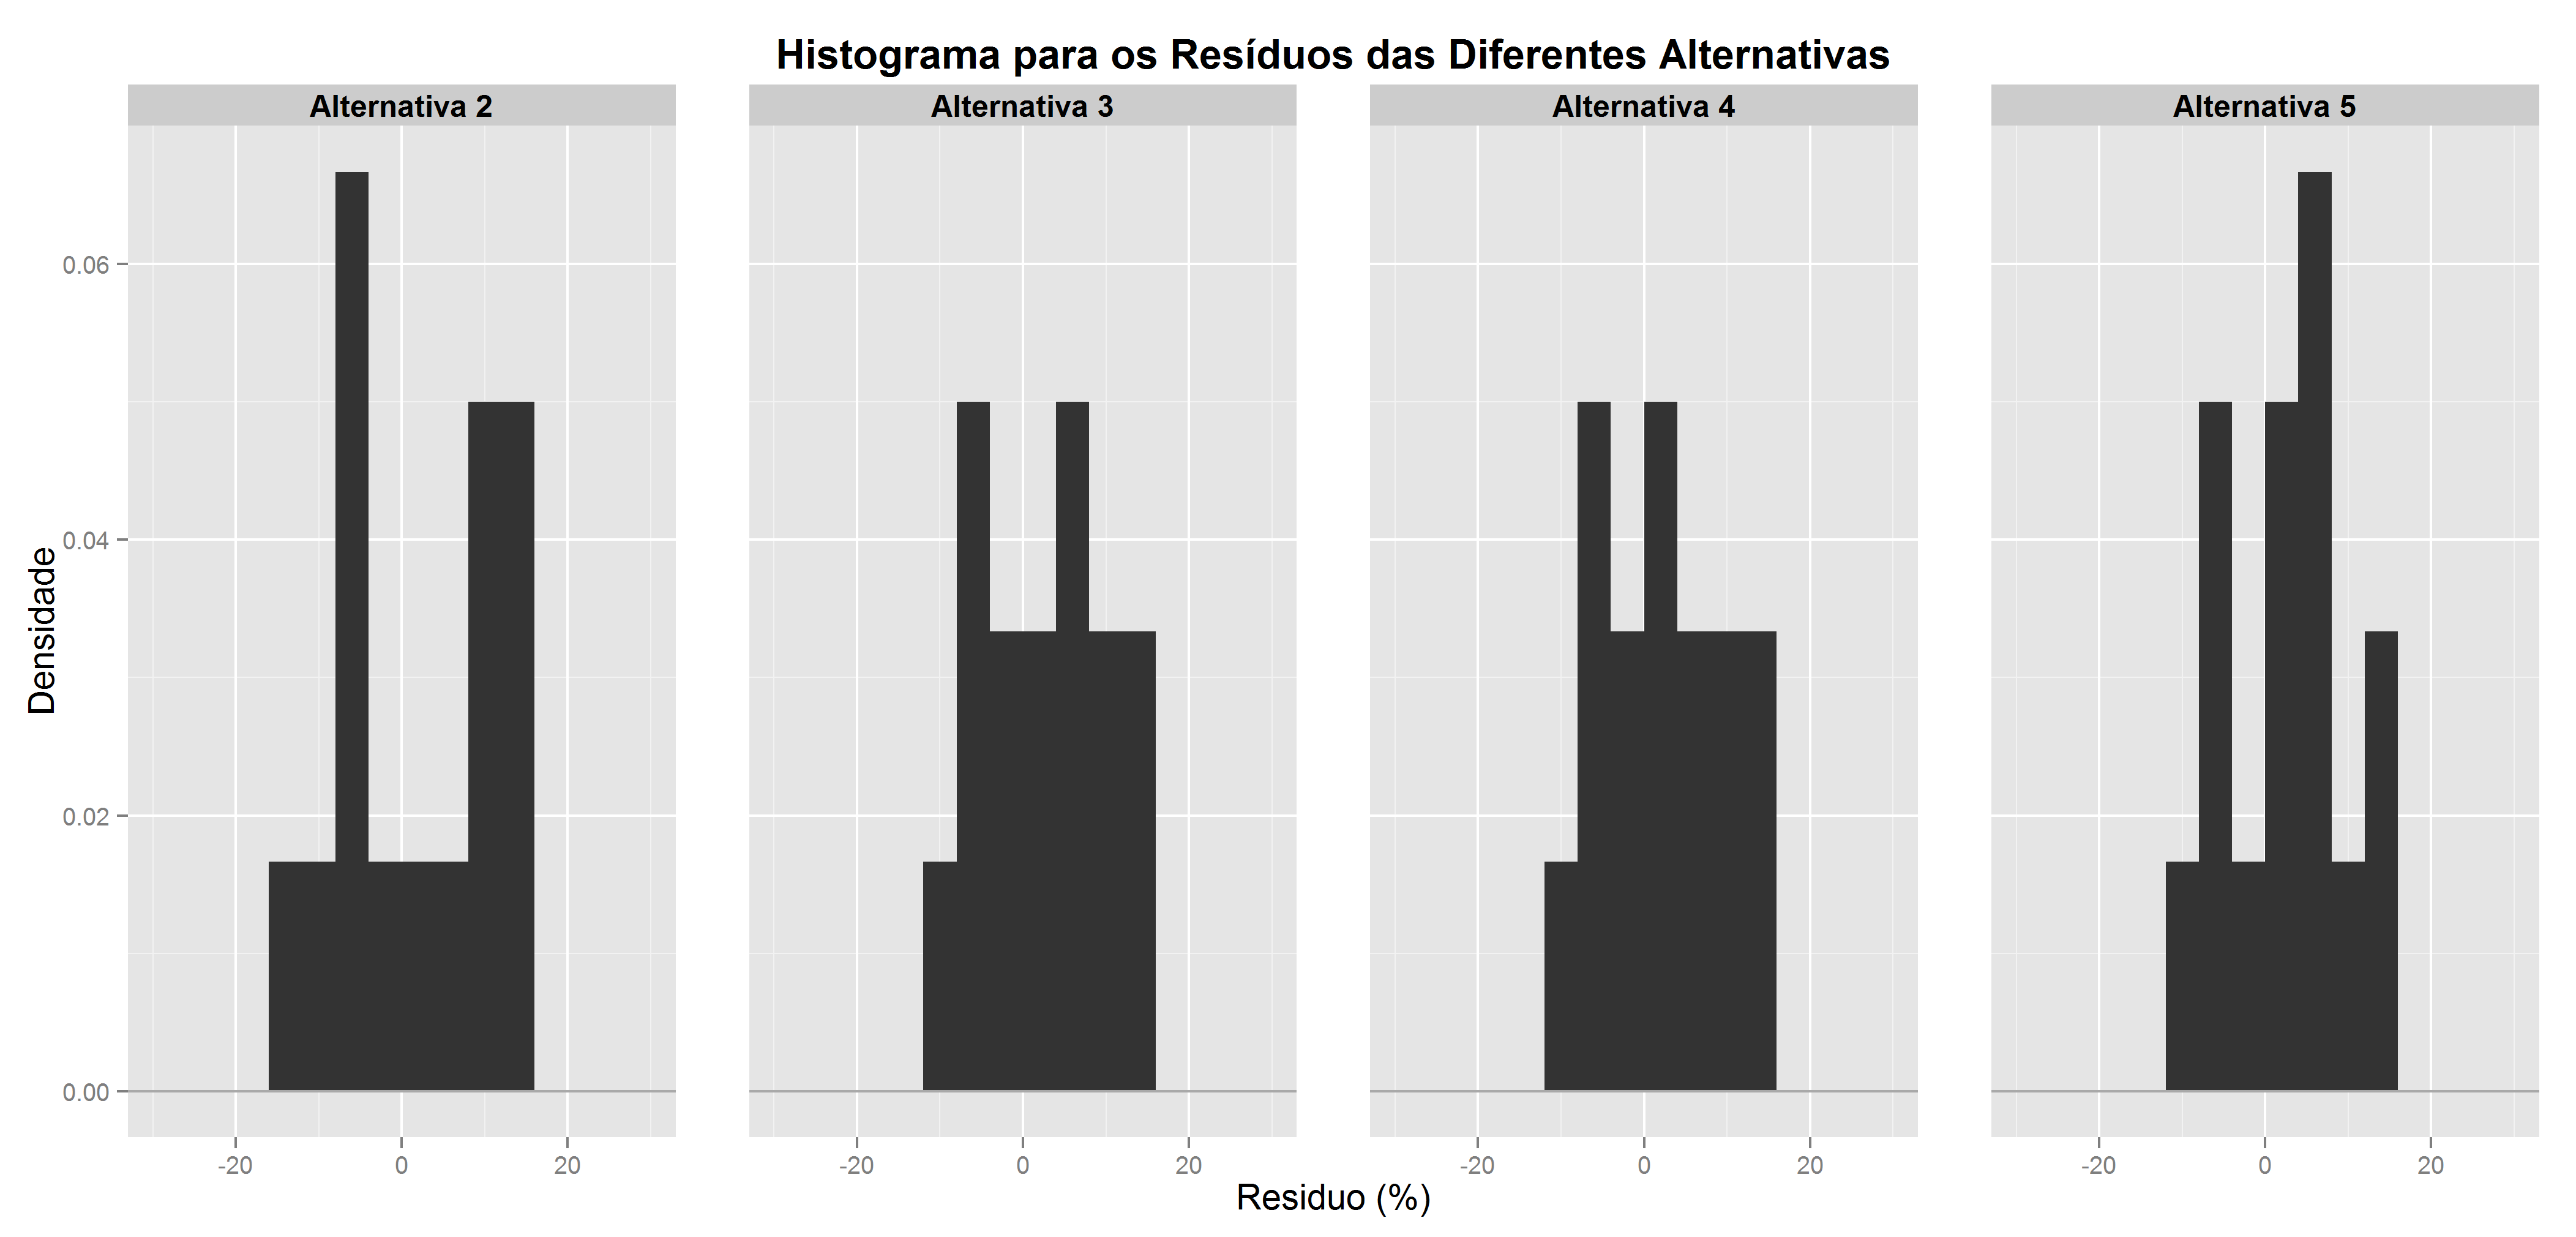 Histograma para os Resíduos das Diferentes Alternativas
Alternativa 2
Alternativa 3
Alternativa 4
Alternativa 5
Densidade
0.06
0.04
0.02
0.00
-20 0 20
-20 0 20
-20 0 20
-20 0 20
Residuo (%)